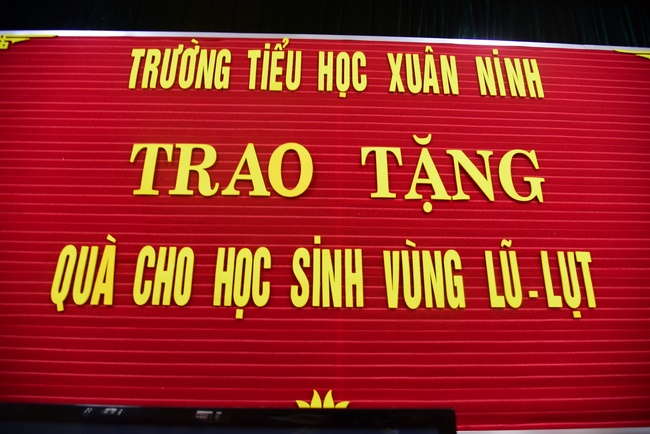 TRƯỜNG TIỂU HỌC XUÂN NINH
TRAO TẶNG
QUÀ CHO HỌC SINH VÙNG LŨ-LỤT